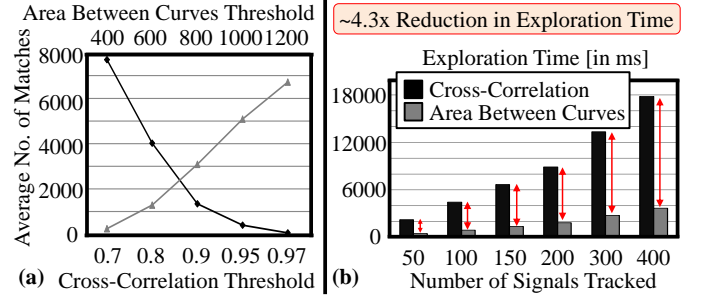 Area Between Curves Threshold
400 600 800 1000 1200
Average No. of Matches
8000
6000
4000
2000
0
0.7 0.8 0.9 0.95 0.97
(a) Cross-Correlation Threshold
~4.3x Reduction in Exploration Time
Exploration Time [in ms]
Cross-Correlation
Area Between Curves
18000
12000
6000
0
50 100 150 200 300 400
(b) Number of Signals Tracked